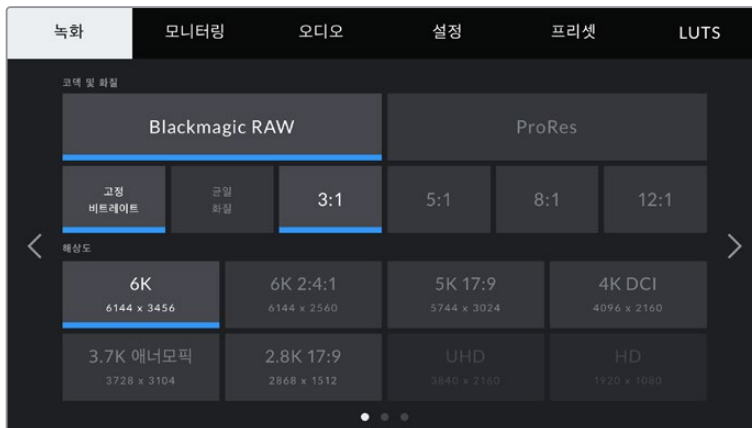 녹화 모니터링 오디오 설정 프리셋 LUTS
코덱 및 화질
Blackmagic RAW ProRes
고정 균일
비트레이트 화질 3:1 5:1 8:1 12:1
해상도
6K 6K 2:4:1 5K 17:9 4K DCI
6144 x 3456 6144 x 2560 5744 x 3024 4096 x 2160
3.7K 애너모픽 2.8K 17:9 UHD HD
3728 x 3104 2868 x 1512 3840 x 2160 1920 x 1080